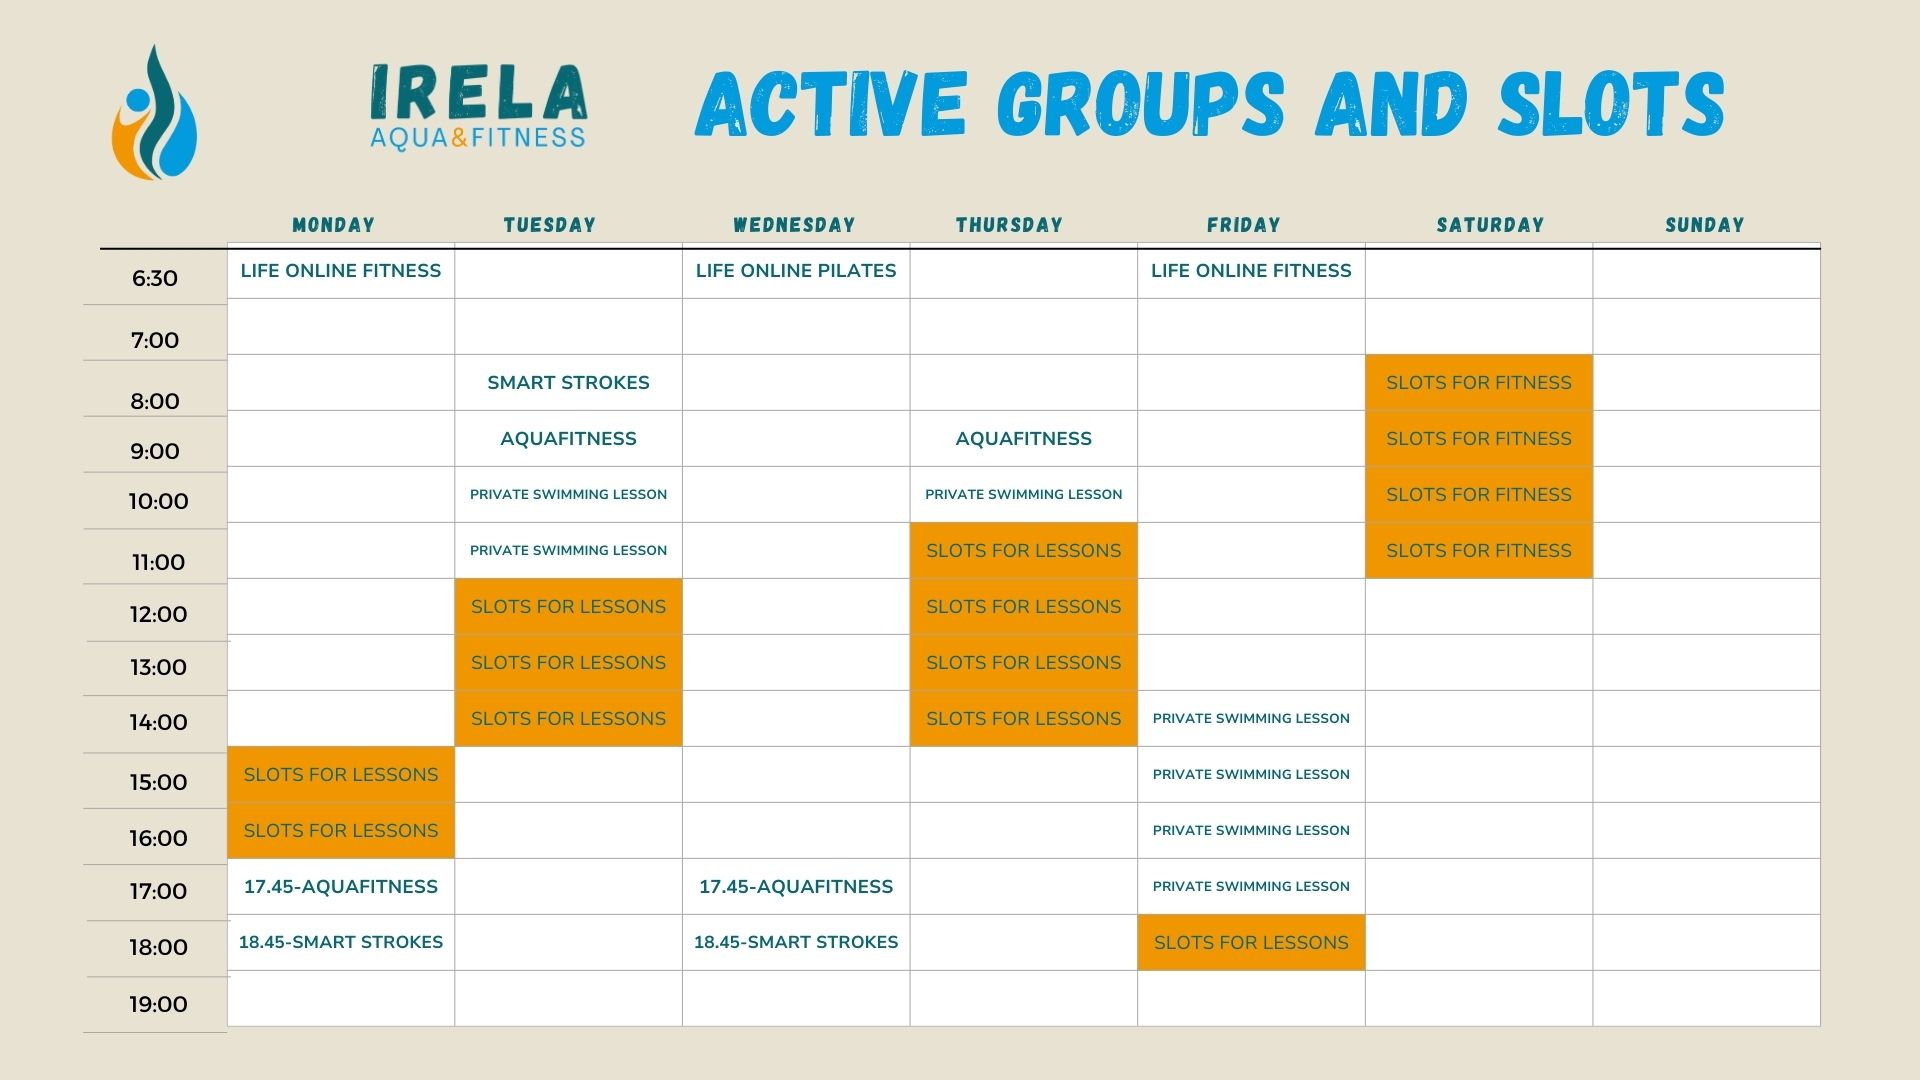 IRELA
AQUA&FITNESS
ACTIVE GROUPS AND SLOTS
MONDAY TUESDAY WEDNESDAY THURSDAY FRIDAY SATURDAY SUNDAY
6:30 LIFE ONLINE FITNESS LIFE ONLINE PILATES LIFE ONLINE FITNESS
7:00
8:00 SMART STROKES SLOTS FOR FITNESS
9:00 AQUAFITNESS AQUAFITNESS SLOTS FOR FITNESS
10:00 PRIVATE SWIMMING LESSON PRIVATE SWIMMING LESSON SLOTS FOR FITNESS
11:00 PRIVATE SWIMMING LESSON SLOTS FOR LESSONS SLOTS FOR FITNESS
12:00 SLOTS FOR LESSONS SLOTS FOR LESSONS
13:00 SLOTS FOR LESSONS SLOTS FOR LESSONS
14:00 SLOTS FOR LESSONS SLOTS FOR LESSONS PRIVATE SWIMMING LESSON
15:00 SLOTS FOR LESSONS PRIVATE SWIMMING LESSON
16:00 SLOTS FOR LESSONS PRIVATE SWIMMING LESSON
17:00 17.45-AQUAFITNESS 17.45-AQUAFITNESS PRIVATE SWIMMING LESSON
18:00 18.45-SMART STROKES 18.45-SMART STROKES SLOTS FOR LESSONS
19:00